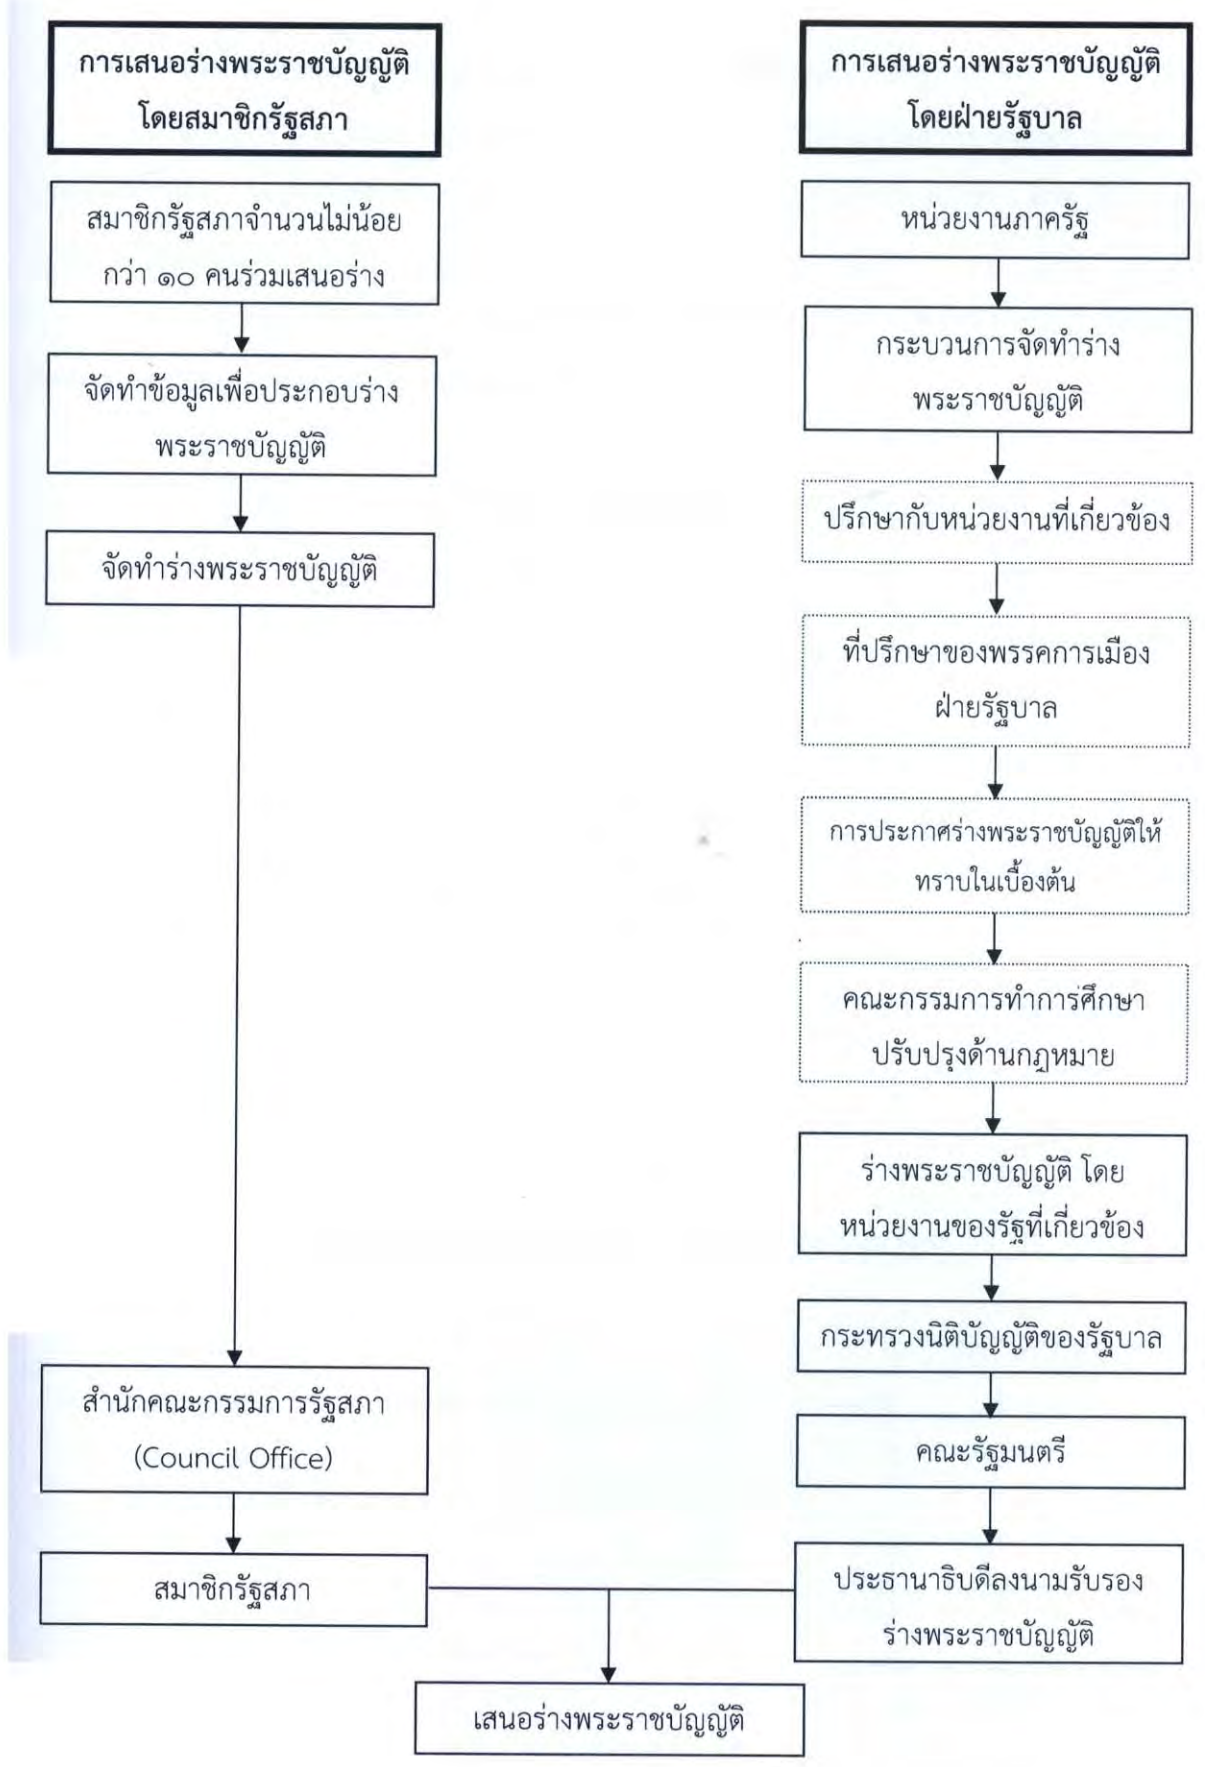 การเสนอร่างพระราชบัญญัติ
โดยสมาชิกรัฐสภา
สมาชิกรัฐสภาจำนวนไม่น้อย
กว่า ๑๐ คนร่วมเสนอร่าง
จัดทำข้อมูลเพื่อประกอบร่าง
พระราชบัญญัติ
จัดทำร่างพระราชบัญญัติ
สำนักคณะกรรมการรัฐสภา
(Council Office)
สมาชิกรัฐสภา
การเสนอร่างพระราชบัญญัติ
โดยฝ่ายรัฐบาล
หน่วยงานภาครัฐ
กระบวนการจัดทำร่าง
พระราชบัญญัติ
ปรึกษากับหน่วยงานที่เกี่ยวข้อง
ที่ปรึกษาของพรรคการเมือง
ฝ่ายรัฐบาล
การประกาศร่างพระราชบัญญัติให้
ทราบในเบื้องต้น
คณะกรรมการทำการศึกษา
ปรับปรุงด้านกฎหมาย
ร่างพระราชบัญญัติ โดย
หน่วยงานของรัฐที่เกี่ยวข้อง
กระทรวงนิติบัญญัติของรัฐบาล
คณะรัฐมนตรี
ประธานาธิบดีลงนามรับรอง
ร่างพระราชบัญญัติ
เสนอร่างพระราชบัญญัติ